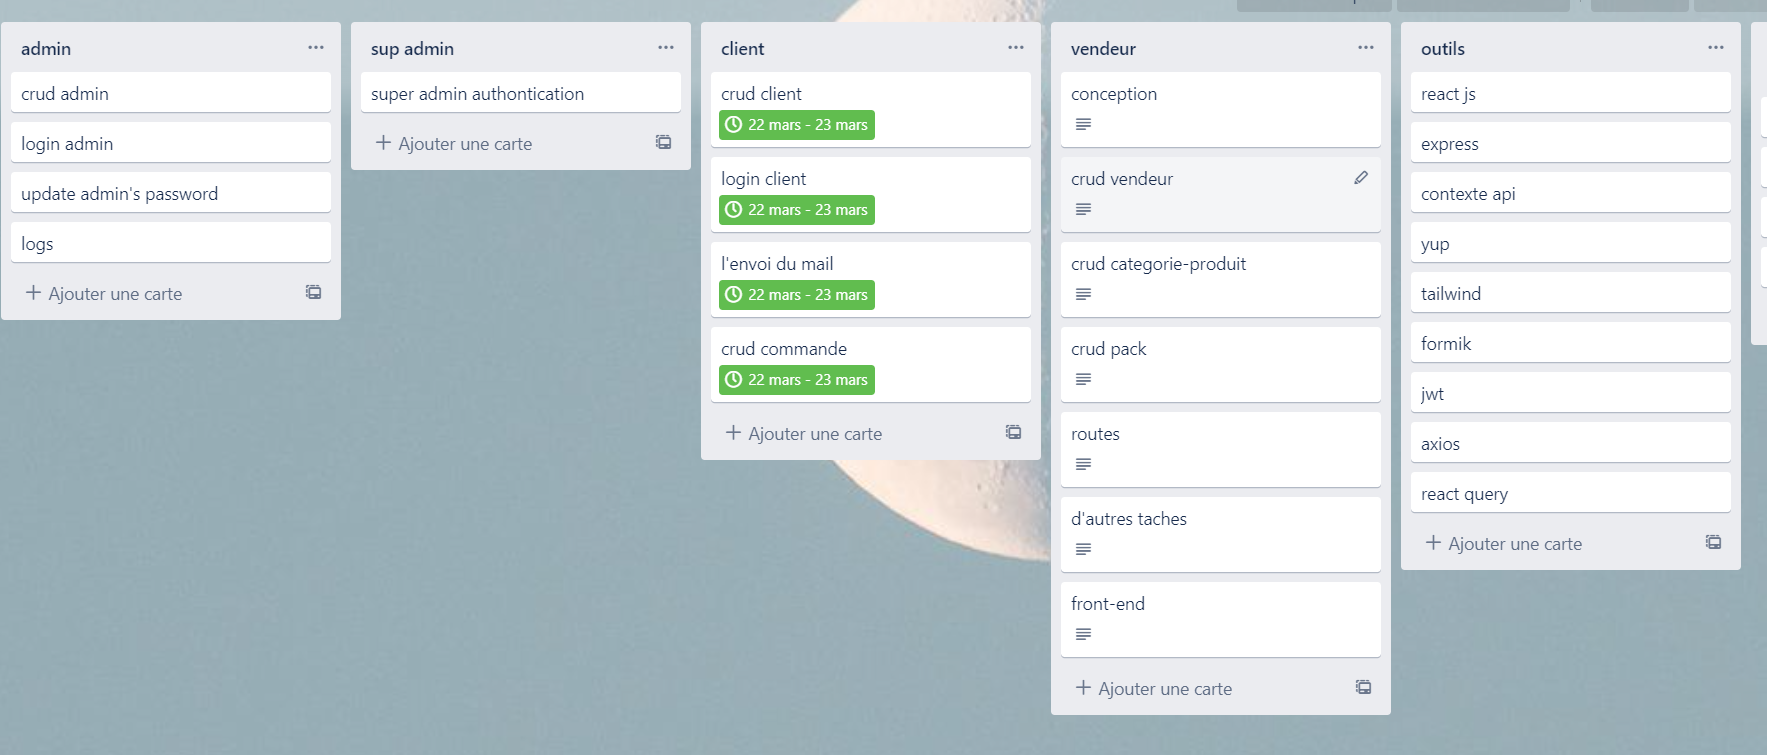 admin
crud admin
login admin
update admin's password
logs
Ajouter une carte
sup admin
super admin authontication
Ajouter une carte
client
crud client
22 mars - 23 mars
login client
22 mars - 23 mars
l'envoi du mail
22 mars - 23 mars
crud commande
22 mars - 23 mars
Ajouter une carte
vendeur
conception
crud vendeur
crud categorie-produit
crud pack
routes
d'autres taches
front-end
Ajouter une carte
outils
react js
express
contexte api
yup
tailwind
formik
jwt
axios
react query
Ajouter une carte